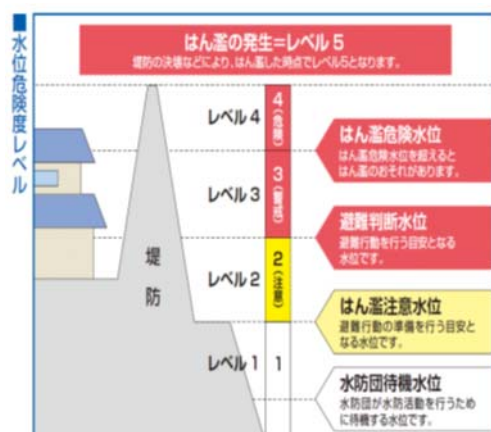 ■水位危険度レベル
はん濫の発生=レベル5
堤防の決壊などにより、はん濫した時点でレベル5となります。
レベル4
4(危険)
はん濫危険水位
はん濫危険水位を超えると
はん濫のおそれがあります。
レベル3
3(警戒)
避難判断水位
避難行動を行う目安となる
水位です。
堤防
レベル2
2(注意)
はん濫注意水位
避難行動の準備を行う目安と
なる水位です。
レベル1
1
水防団待機水位
水防団が水防活動を行うために
待機する水位です。